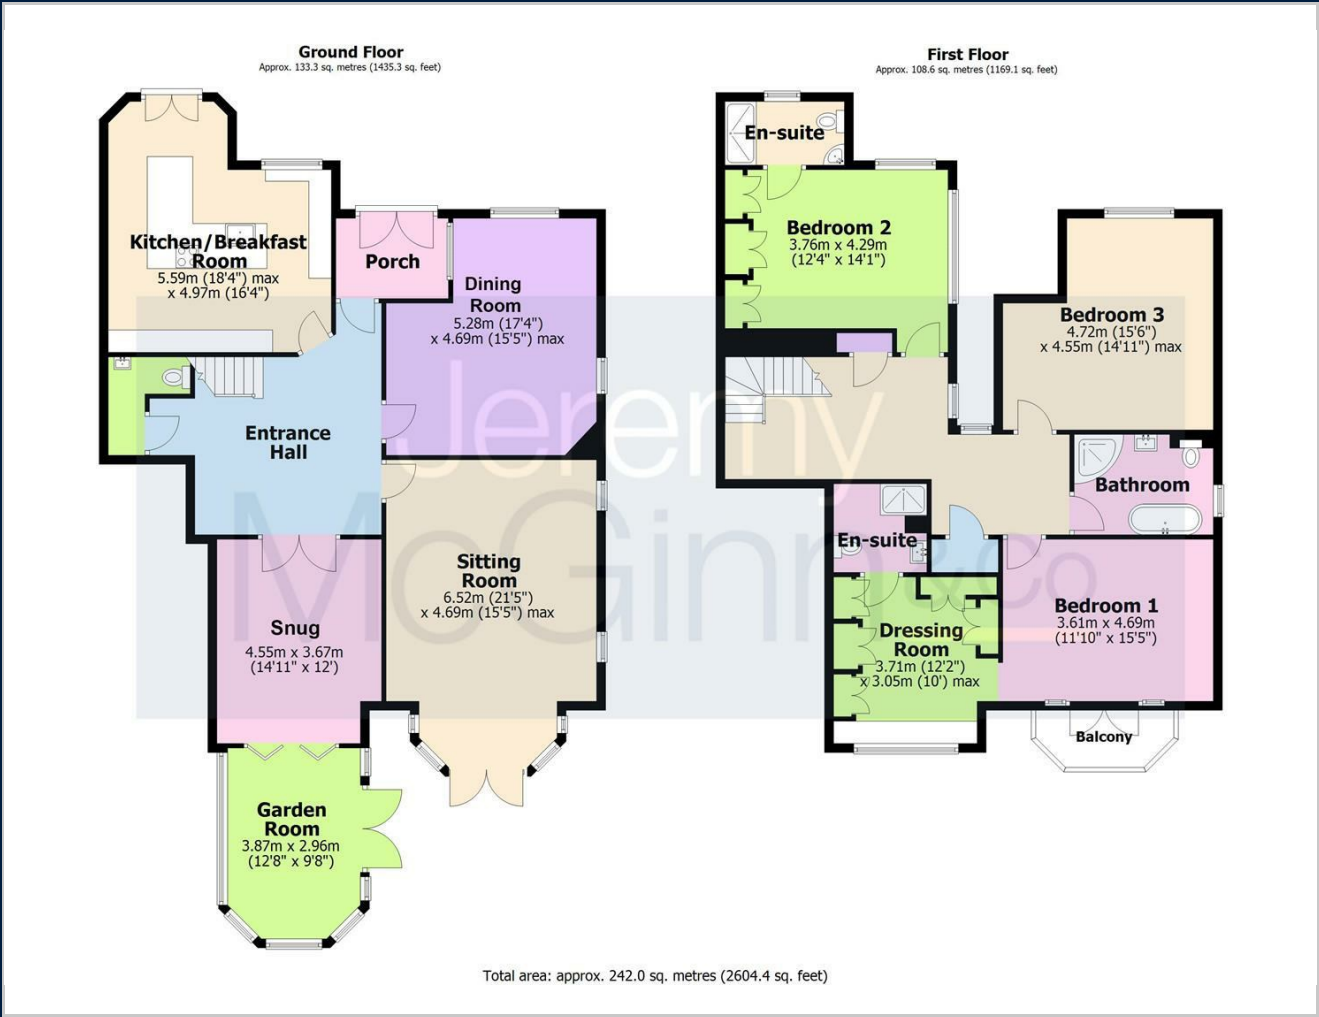 Ground Floor
Approx. 133.3 sq. metres (1435.3 sq. feet)
First Floor
Approx. 108.6 sq. metres (1169.1 sq. feet)
Kitchen/Breakfast
Room
5.59m (18'4") max
x 4.97m (16'4")
Porch
Dining
Room
5.28m (17'4")
x 4.69m (15'5") max
Entrance
Hall
Sitting
Room
6.52m (21'5")
x 4.69m (15'5") max
Snug
4.55m x 3.67m
(14'11" x 12')
Garden
Room
3.87m x 2.96m
(12'8" x 9'8")
En-suite
Bedroom 2
3.76m x 4.29m
(12'4" x 14'1")
Bedroom 3
4.72m (15'6")
x 4.55m (14'11") max
Bathroom
En-suite
Dressing
Room
3.71m (12'2")
x 3.05m (10') max
Bedroom 1
3.61m x 4.69m
(11'10" x 15'5")
Balcony
Jeremy
McGinn &Co
Total area: approx. 242.0 sq. metres (2604.4 sq. feet)